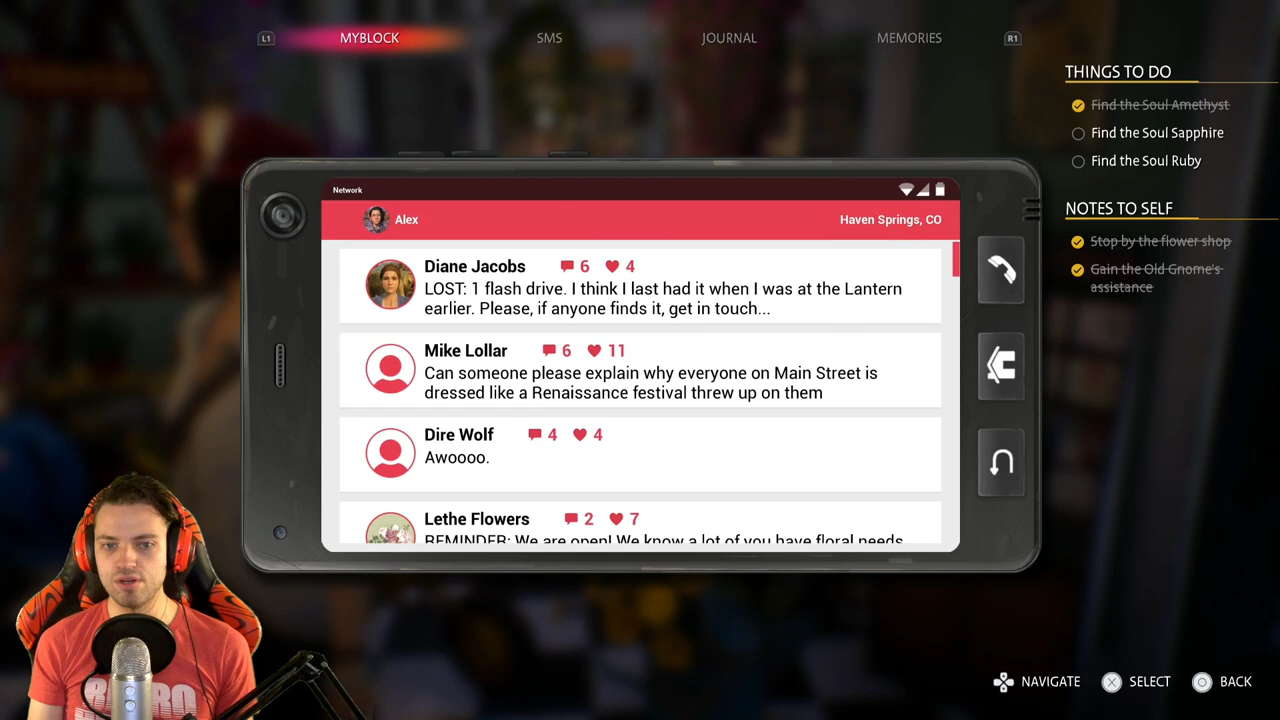 L1
MYBLOCK
SMS
JOURNAL
MEMORIES
R1
THINGS TO DO
Find the Soul Amethyst
Find the Soul Sapphire
Find the Soul Ruby
NOTES TO SELF
Stop by the flower shop
Gain the Old Gnome's
assistance
Network
Alex
Haven Springs, CO
Diane Jacobs 6 4
LOST: 1 flash drive. I think I last had it when I was at the Lantern
earlier. Please, if anyone finds it, get in touch...
Mike Lollar 6 11
Can someone please explain why everyone on Main Street is
dressed like a Renaissance festival threw up on them
Dire Wolf 4 4
Awoooo.
Lethe Flowers 2 7
REMINDER: We are open! We know a lot of you have floral needs
NAVIGATE
SELECT
BACK